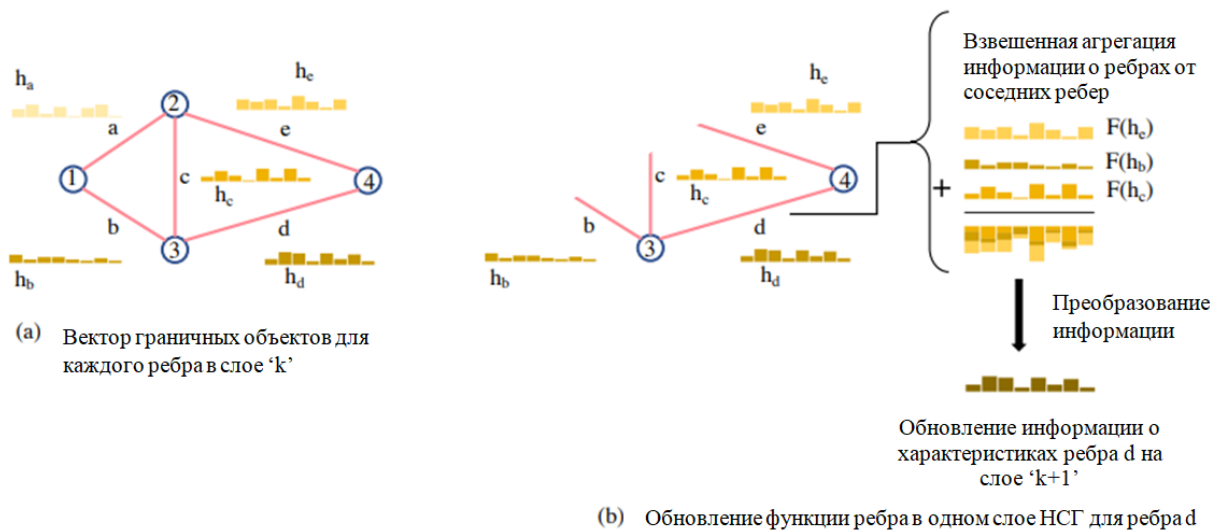 h_a
h_e
2
a
e
1
c
4
h_c
b
3
d
h_b
h_d
(a) Вектор граничных объектов для
каждого ребра в слое ‘k’
h_e
e
c
4
h_c
b
3
d
h_b
h_d
Взвешенная агрегация
информации о ребрах от
соседних ребер
F(h_e)
F(h_b)
+ F(h_c)
Преобразование
информации
Обновление информации о
характеристиках ребра d на
слое ‘k+1’
(b) Обновление функции ребра в одном слое НСГ для ребра d